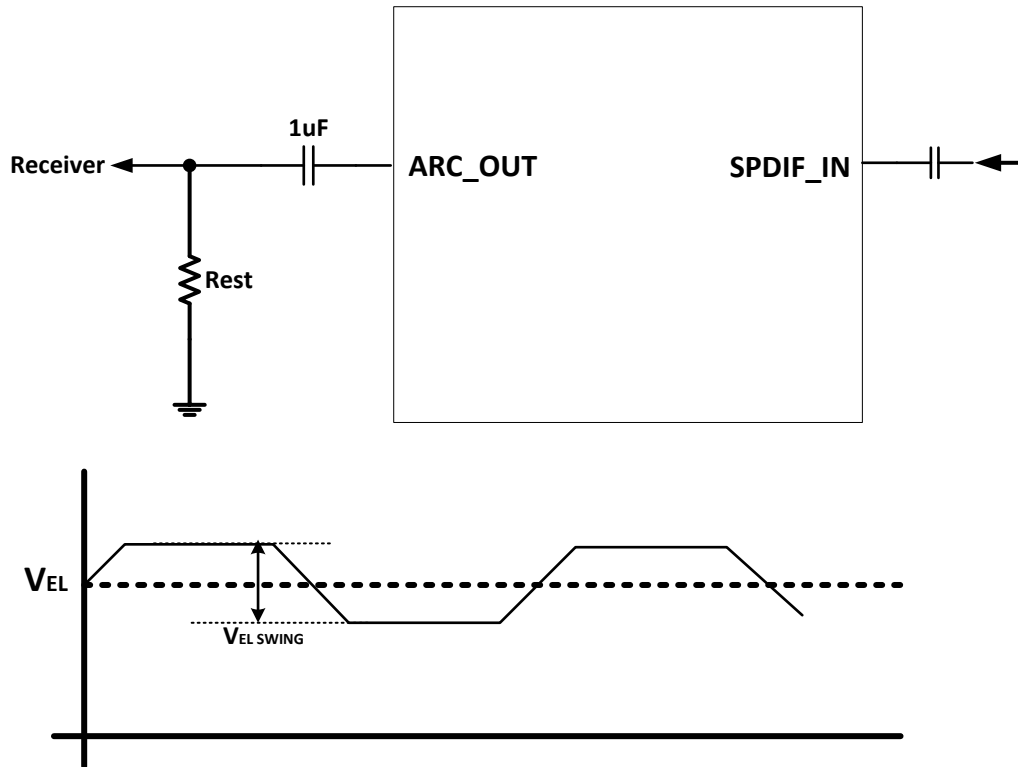 1uF
Receiver
ARC_OUT
SPDIF_IN
Rest
VEL
VEL SWING